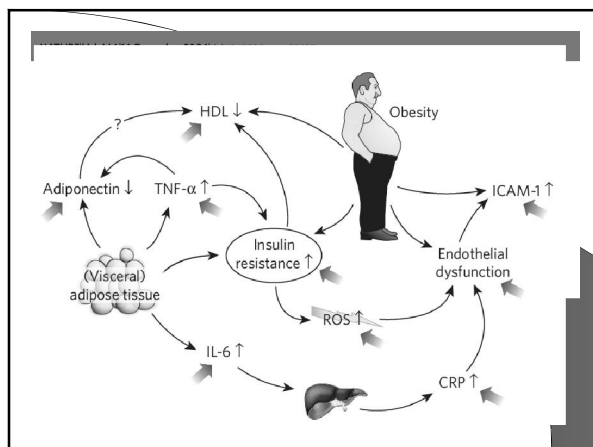 HDL ↓
?
Obesity
Adiponectin ↓
TNF-α ↑
ICAM-1 ↑
Insulin
resistance ↑
Endothelial
dysfunction
(Visceral)
adipose tissue
ROS ↑
IL-6 ↑
CRP ↑